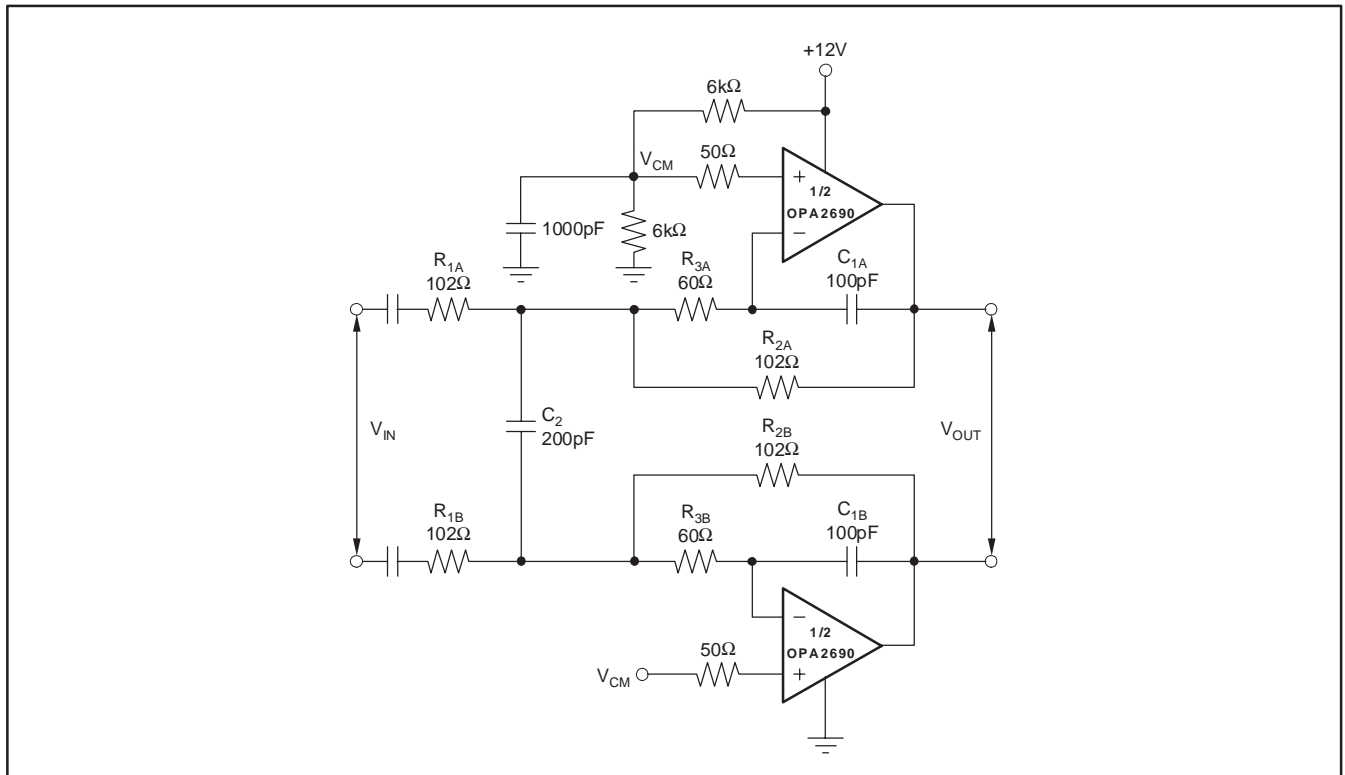 +12V
6kΩ
V_CM
50Ω
+
1/2
OPA2690
−
1000pF
6kΩ
R_1A
102Ω
R_3A
60Ω
C_1A
100pF
R_2A
102Ω
V_IN
C_2
200pF
R_2B
102Ω
V_OUT
R_1B
102Ω
R_3B
60Ω
C_1B
100pF
−
1/2
OPA2690
+
50Ω
V_CM